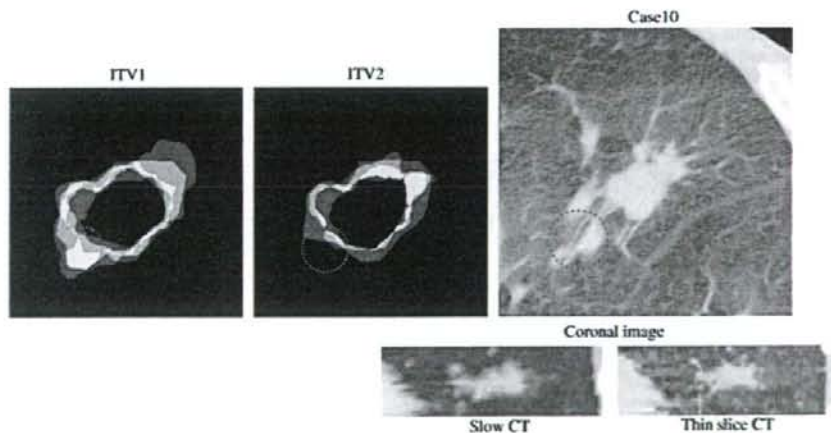 Case10
ITV1
ITV2
Coronal image
Slow CT
Thin slice CT